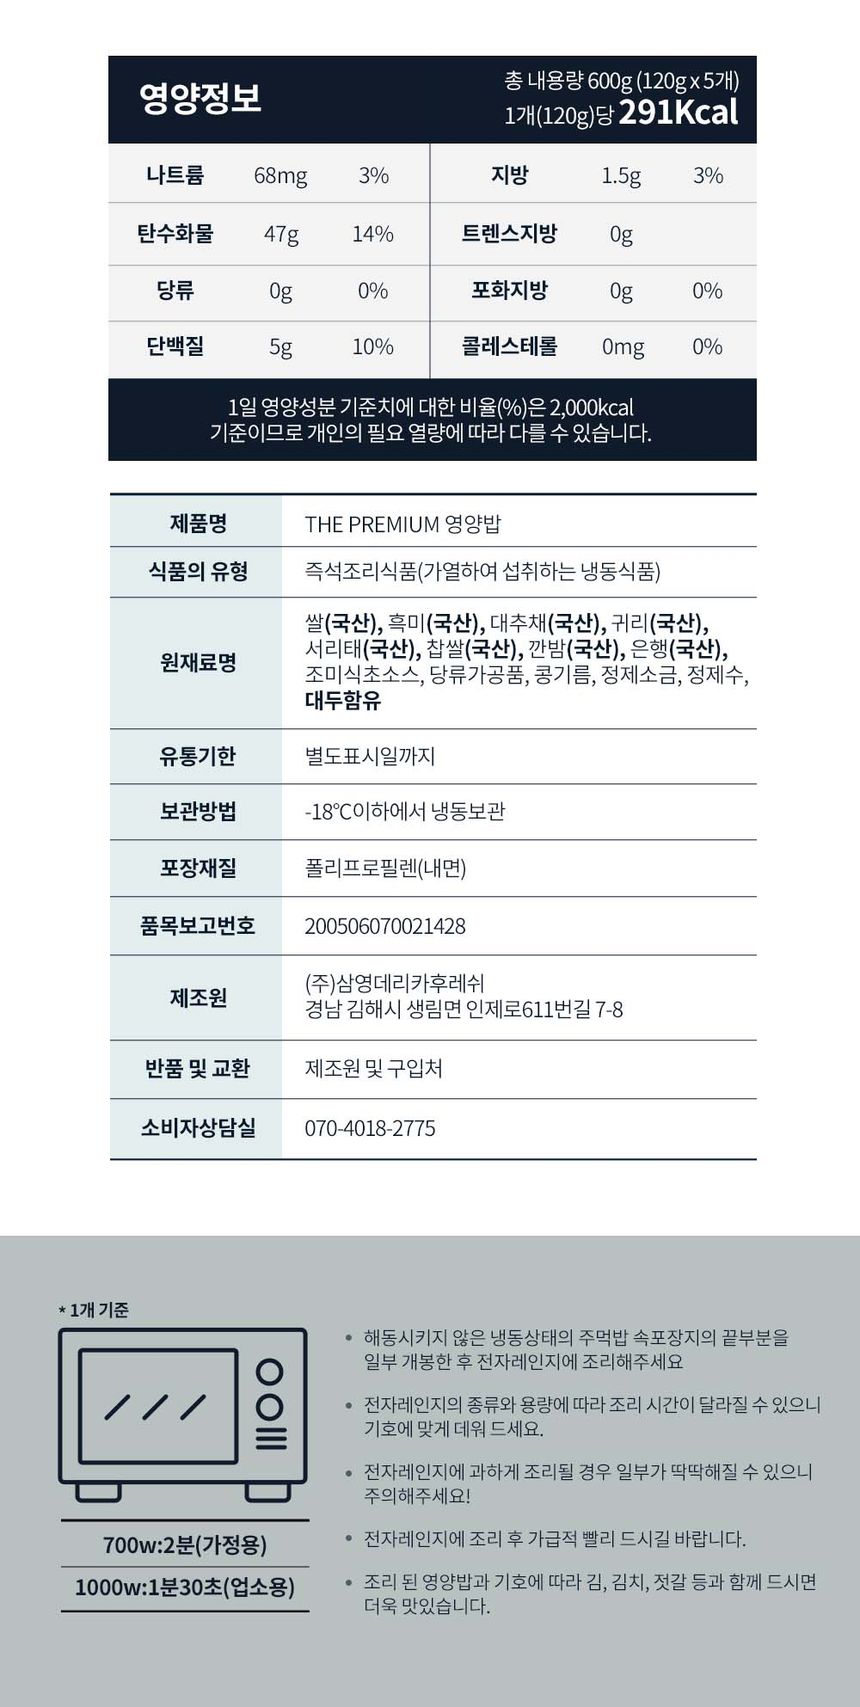 영양정보
총 내용량 600g (120g x 5개)
1개(120g)당 291Kcal
나트륨 68mg 3% 지방 1.5g 3%
탄수화물 47g 14% 트렌스지방 0g
당류 0g 0% 포화지방 0g 0%
단백질 5g 10% 콜레스테롤 0mg 0%
1일 영양성분 기준치에 대한 비율(%)은 2,000kcal
기준이므로 개인의 필요 열량에 따라 다를 수 있습니다.
제품명 THE PREMIUM 영양밥
식품의 유형 즉석조리식품(가열하여 섭취하는 냉동식품)
원재료명
쌀(국산), 흑미(국산), 대추채(국산), 귀리(국산),
서리태(국산), 찹쌀(국산), 깐밤(국산), 은행(국산),
조미식초소스, 당류가공품, 콩기름, 정제소금, 정제수,
대두함유
유통기한 별도표시일까지
보관방법 -18℃이하에서 냉동보관
포장재질 폴리프로필렌(내면)
품목보고번호 200506070021428
제조원
(주)삼영데리카후레쉬
경남 김해시 생림면 인제로611번길 7-8
반품 및 교환 제조원 및 구입처
소비자상담실 070-4018-2775
* 1개 기준
700w:2분(가정용)
1000w:1분30초(업소용)
• 해동시키지 않은 냉동상태의 주먹밥 속포장지의 끝부분을
일부 개봉한 후 전자레인지에 조리해주세요
• 전자레인지의 종류와 용량에 따라 조리 시간이 달라질 수 있으니
기호에 맞게 데워 드세요.
• 전자레인지에 과하게 조리될 경우 일부가 딱딱해질 수 있으니
주의해주세요!
• 전자레인지에 조리 후 가급적 빨리 드시길 바랍니다.
• 조리 된 영양밥과 기호에 따라 김, 김치, 젓갈 등과 함께 드시면
더욱 맛있습니다.